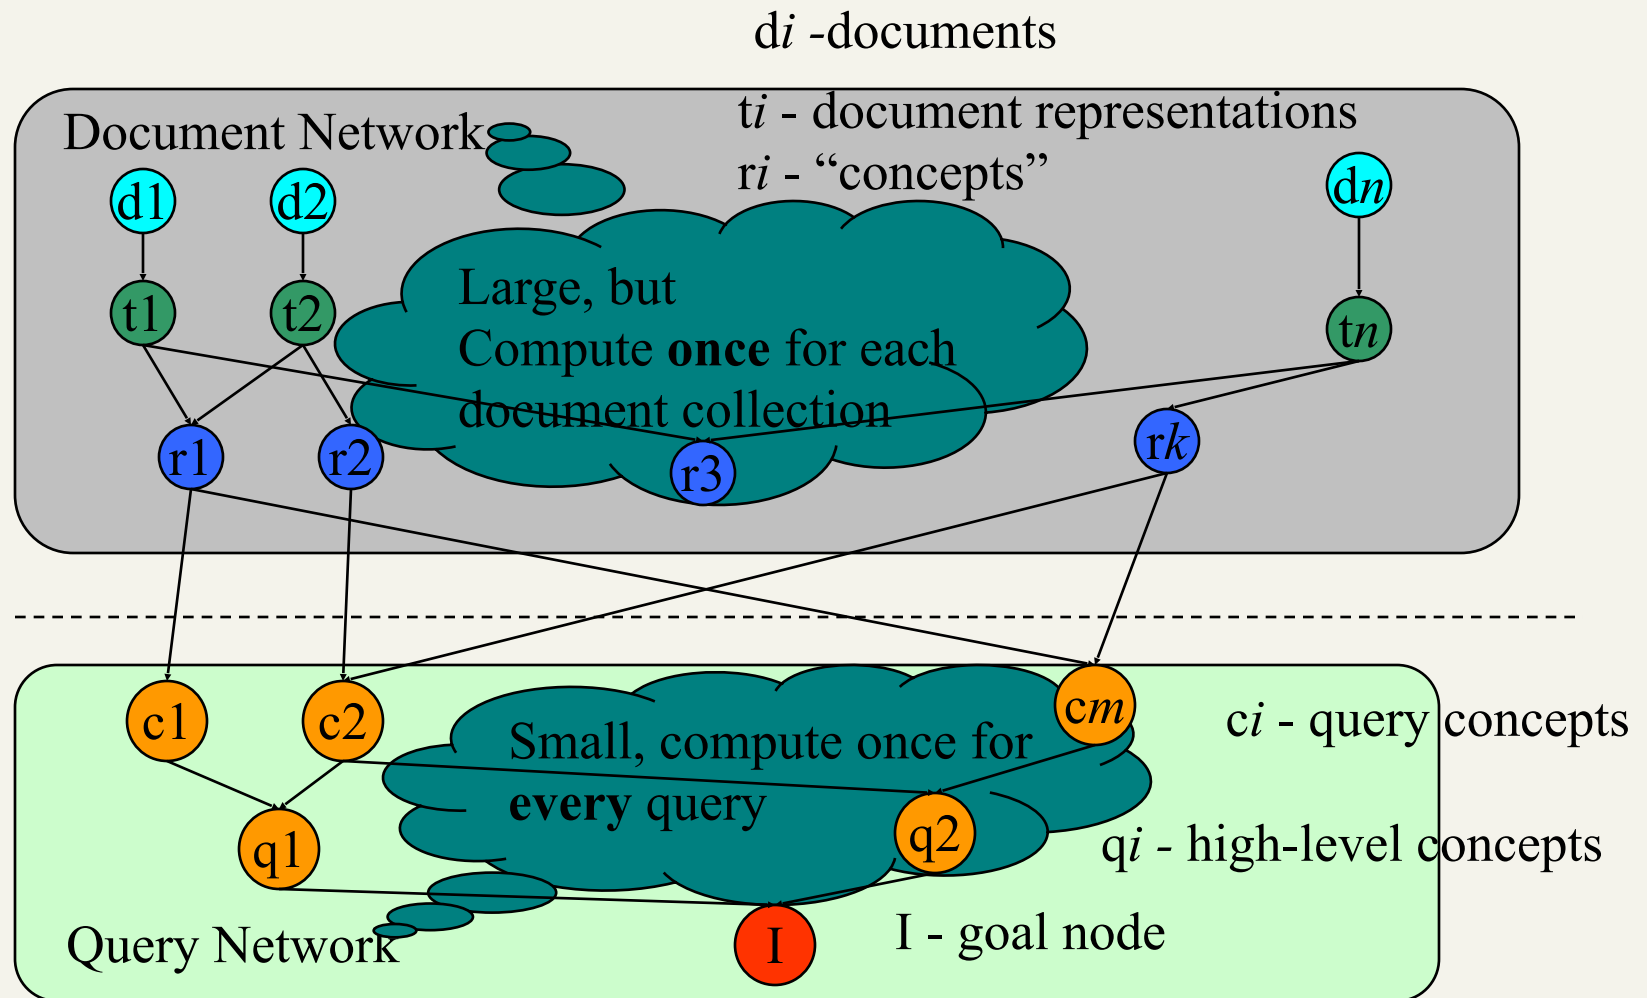 di -documents
Document Network
ti - document representations
ri - “concepts”
d1
d2
dn
t1
t2
tn
Large, but
Compute once for each
document collection
r1
r2
r3
rk
c1
c2
cm
ci - query concepts
Small, compute once for
every query
q1
q2
qi - high-level concepts
Query Network
I
I - goal node